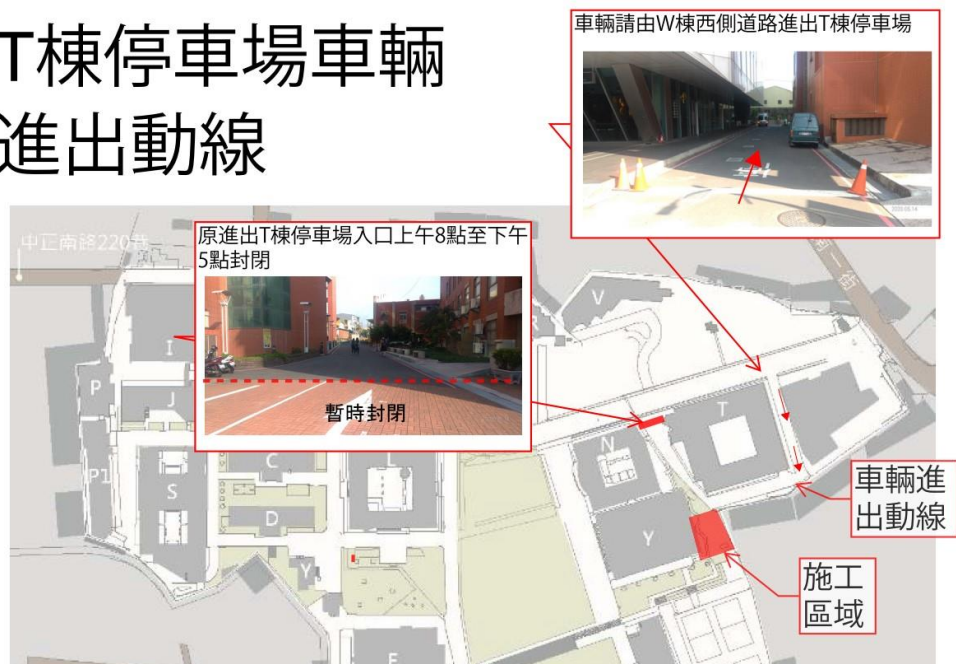 T棟停車場車輛
進出動線
車輛請由W棟西側道路進出T棟停車場
中正南路220巷
原進出T棟停車場入口上午8點至下午
5點封閉
暫時封閉
I
V
P
J
T
N
P1
S
C
L
D
Y
Y
車輛進
出動線
施工
區域